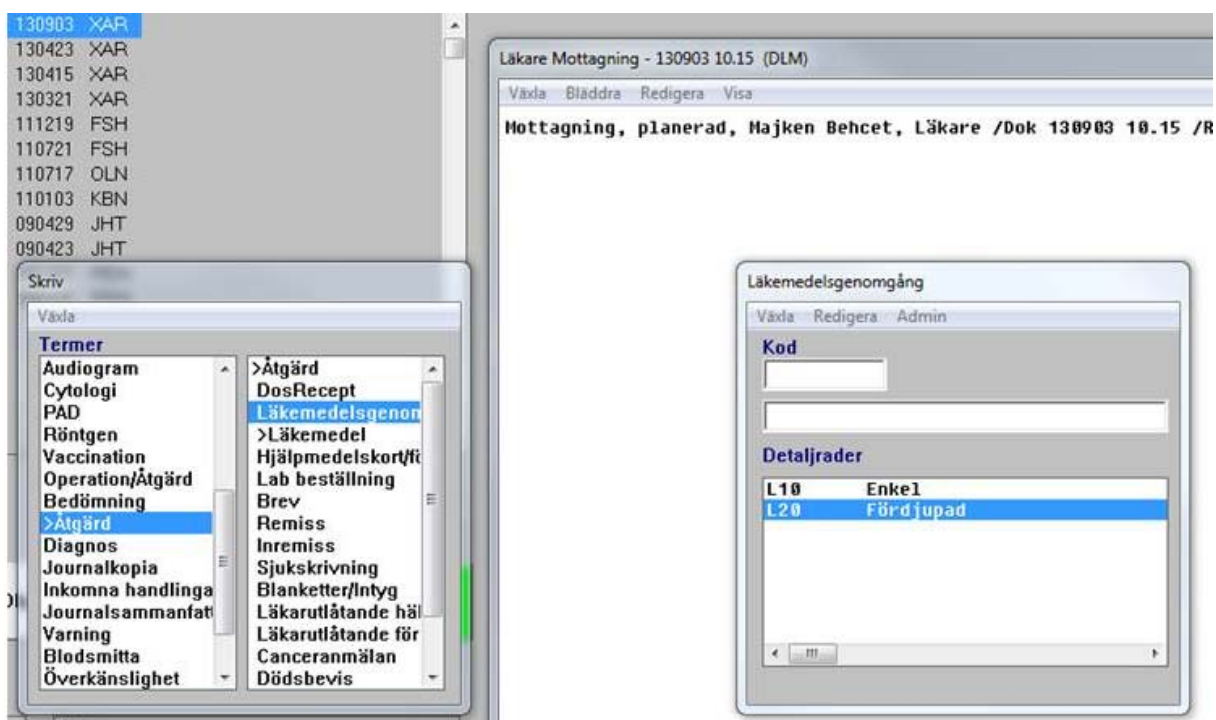 130903 XAR
130423 XAR
130415 XAR
130321 XAR
111219 FSH
110721 FSH
110717 OLN
110103 KBN
090429 JHT
090423 JHT
Läkare Mottagning - 130903 10.15 (DLM)
Växla Bläddra Redigera Visa
Mottagning, planerad, Majken Behcet, Läkare /Dok 130903 10.15 /R
Skriv
Växla
Termer
Audiogram
Cytologi
PAD
Röntgen
Vaccination
Operation/Åtgärd
Bedömning
>Åtgärd
Diagnos
Journalkopia
Inkomna handlinga
Journalsammanfatt
Varning
Blodsmitta
Överkänslighet
>Åtgärd
DosRecept
Läkemedelsgenom
>Läkemedel
Hjälpmedelskort/fö
Lab beställning
Brev
Remiss
Inremiss
Sjukskrivning
Blanketter/Intyg
Läkarutlåtande häl
Läkarutlåtande för
Canceranmälan
Dödsbevis
Läkemedelsgenomgång
Växla Redigera Admin
Kod
Detaljrader
L10 Enkel
L20 Fördjupad